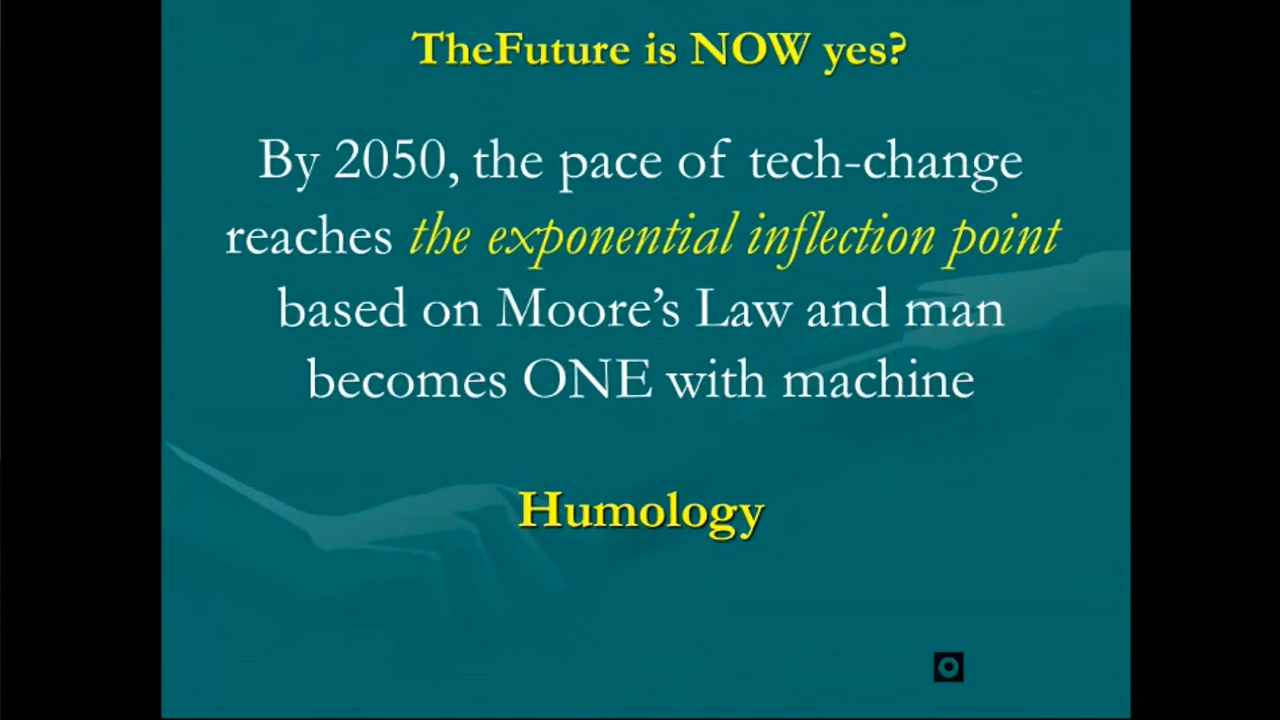 TheFuture is NOW yes?
By 2050, the pace of tech-change
reaches the exponential inflection point
based on Moore’s Law and man
becomes ONE with machine
Humology